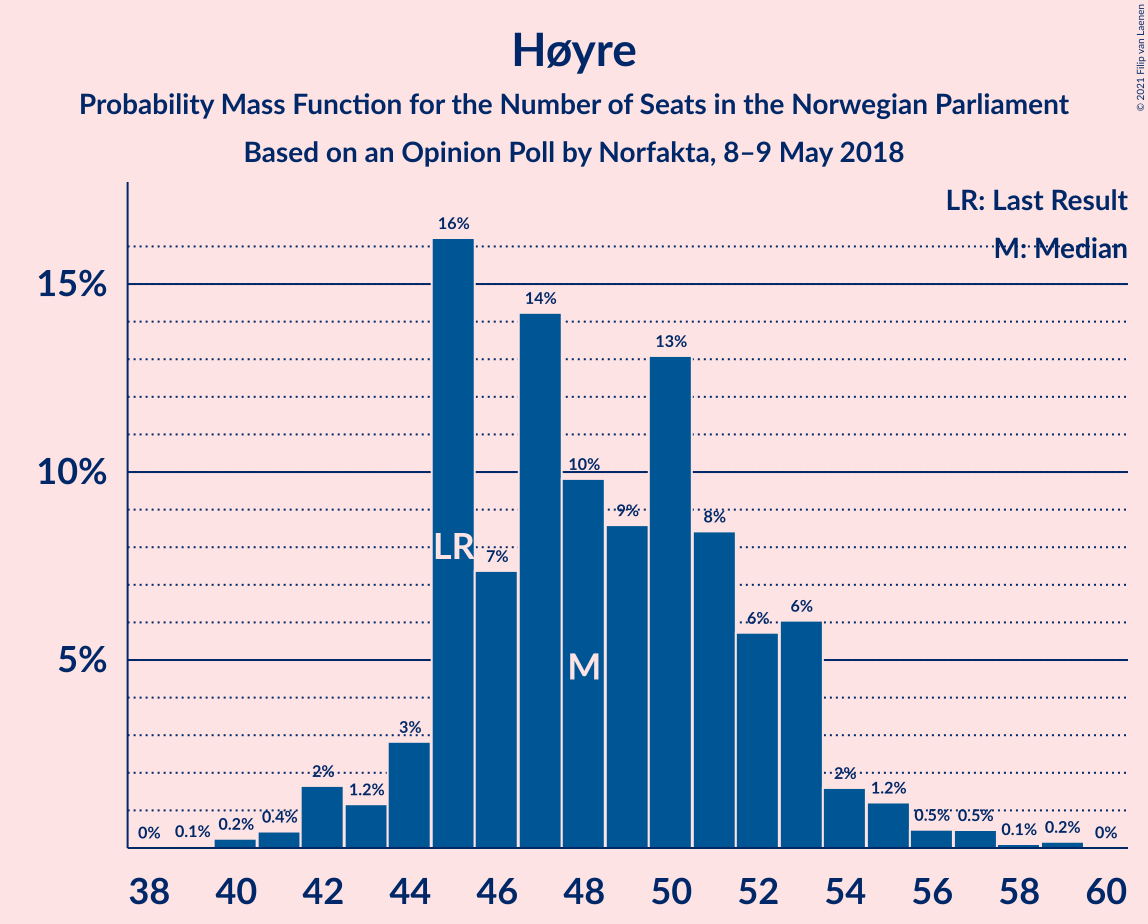 Høyre
Probability Mass Function for the Number of Seats in the Norwegian Parliament
Based on an Opinion Poll by Norfakta, 8–9 May 2018
© 2021 Filip van Laenen
LR: Last Result
M: Median
15%
10%
5%
0%
0.1%
0.2%
0.4%
2%
1.2%
3%
16%
7%
14%
10%
9%
13%
8%
6%
6%
2%
1.2%
0.5%
0.5%
0.1%
0.2%
0%
LR
M
38 40 42 44 46 48 50 52 54 56 58 60